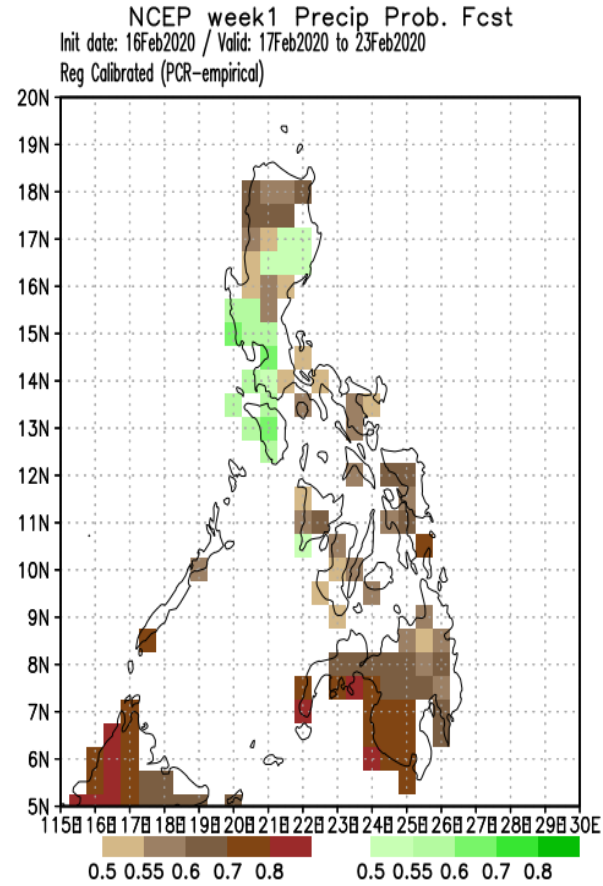 NCEP week1 Precip Prob. Fcst
Init date: 16Feb2020 / Valid: 17Feb2020 to 23Feb2020
Reg Calibrated (PCR-empirical)
20N
19N
18N
17N
16N
15N
14N
13N
12N
11N
10N
9N
8N
7N
6N
5N
115E 116E 117E 118E 119E 120E 121E 122E 123E 124E 125E 126E 127E 128E 129E 130E
0.5 0.55 0.6 0.7 0.8 0.5 0.55 0.6 0.7 0.8